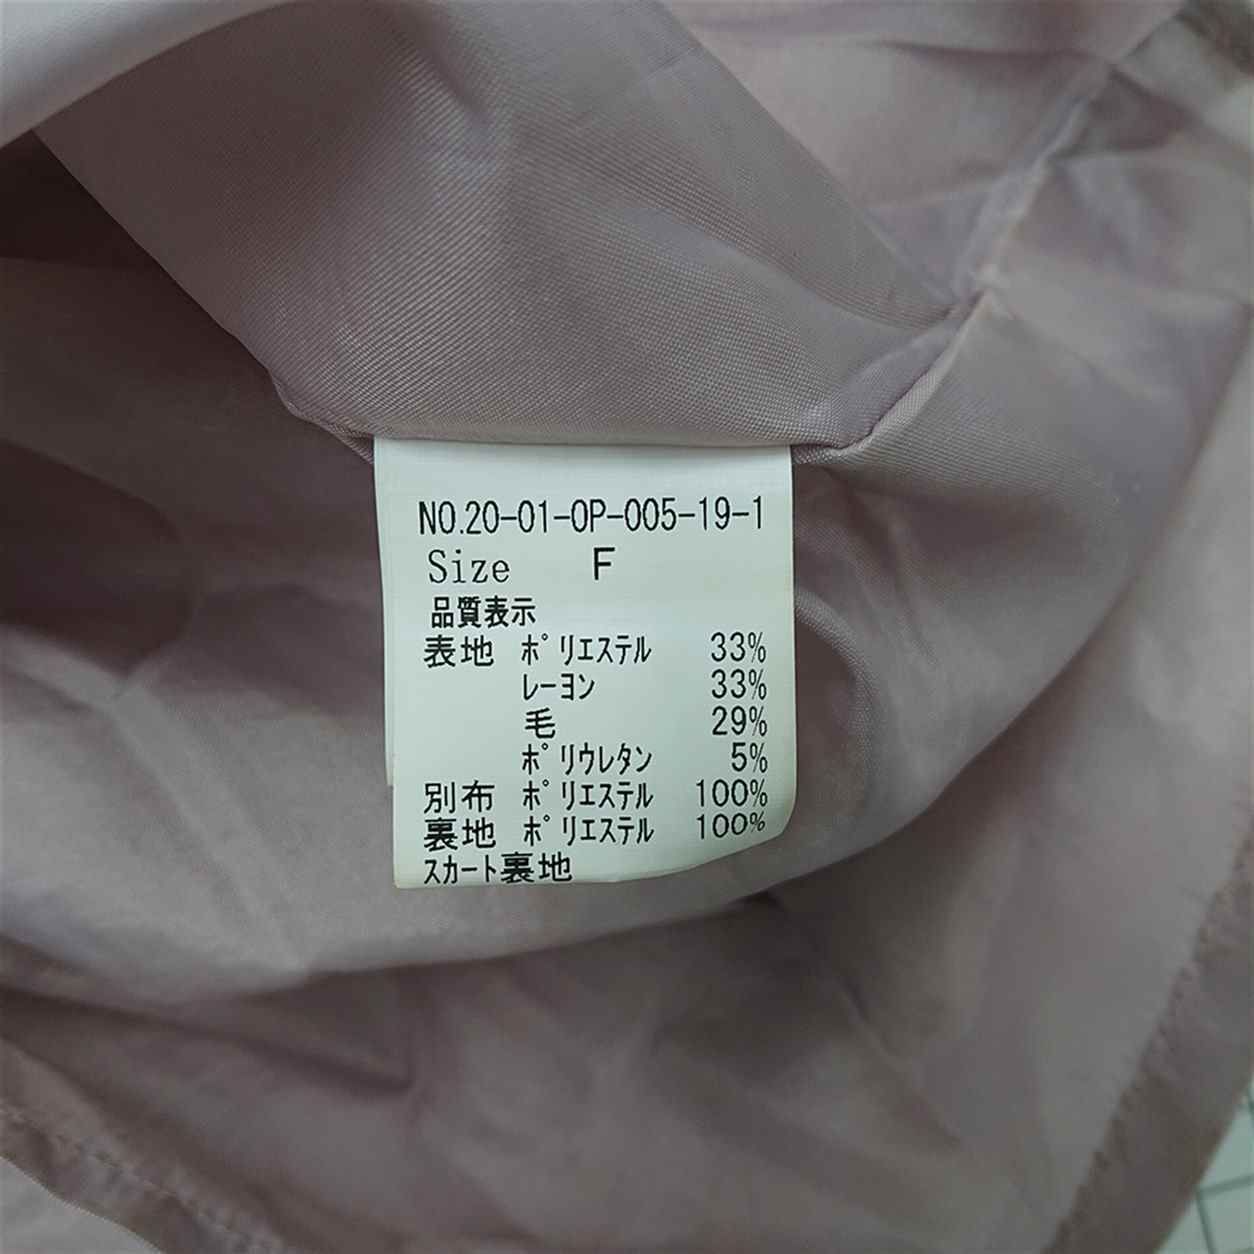 NO.20-01-OP-005-19-1
Size F
品質表示
表地 ポリエステル 33%
レーヨン 33%
毛 29%
ポリウレタン 5%
別布 ポリエステル 100%
裏地 ポリエステル 100%
スカート裏地